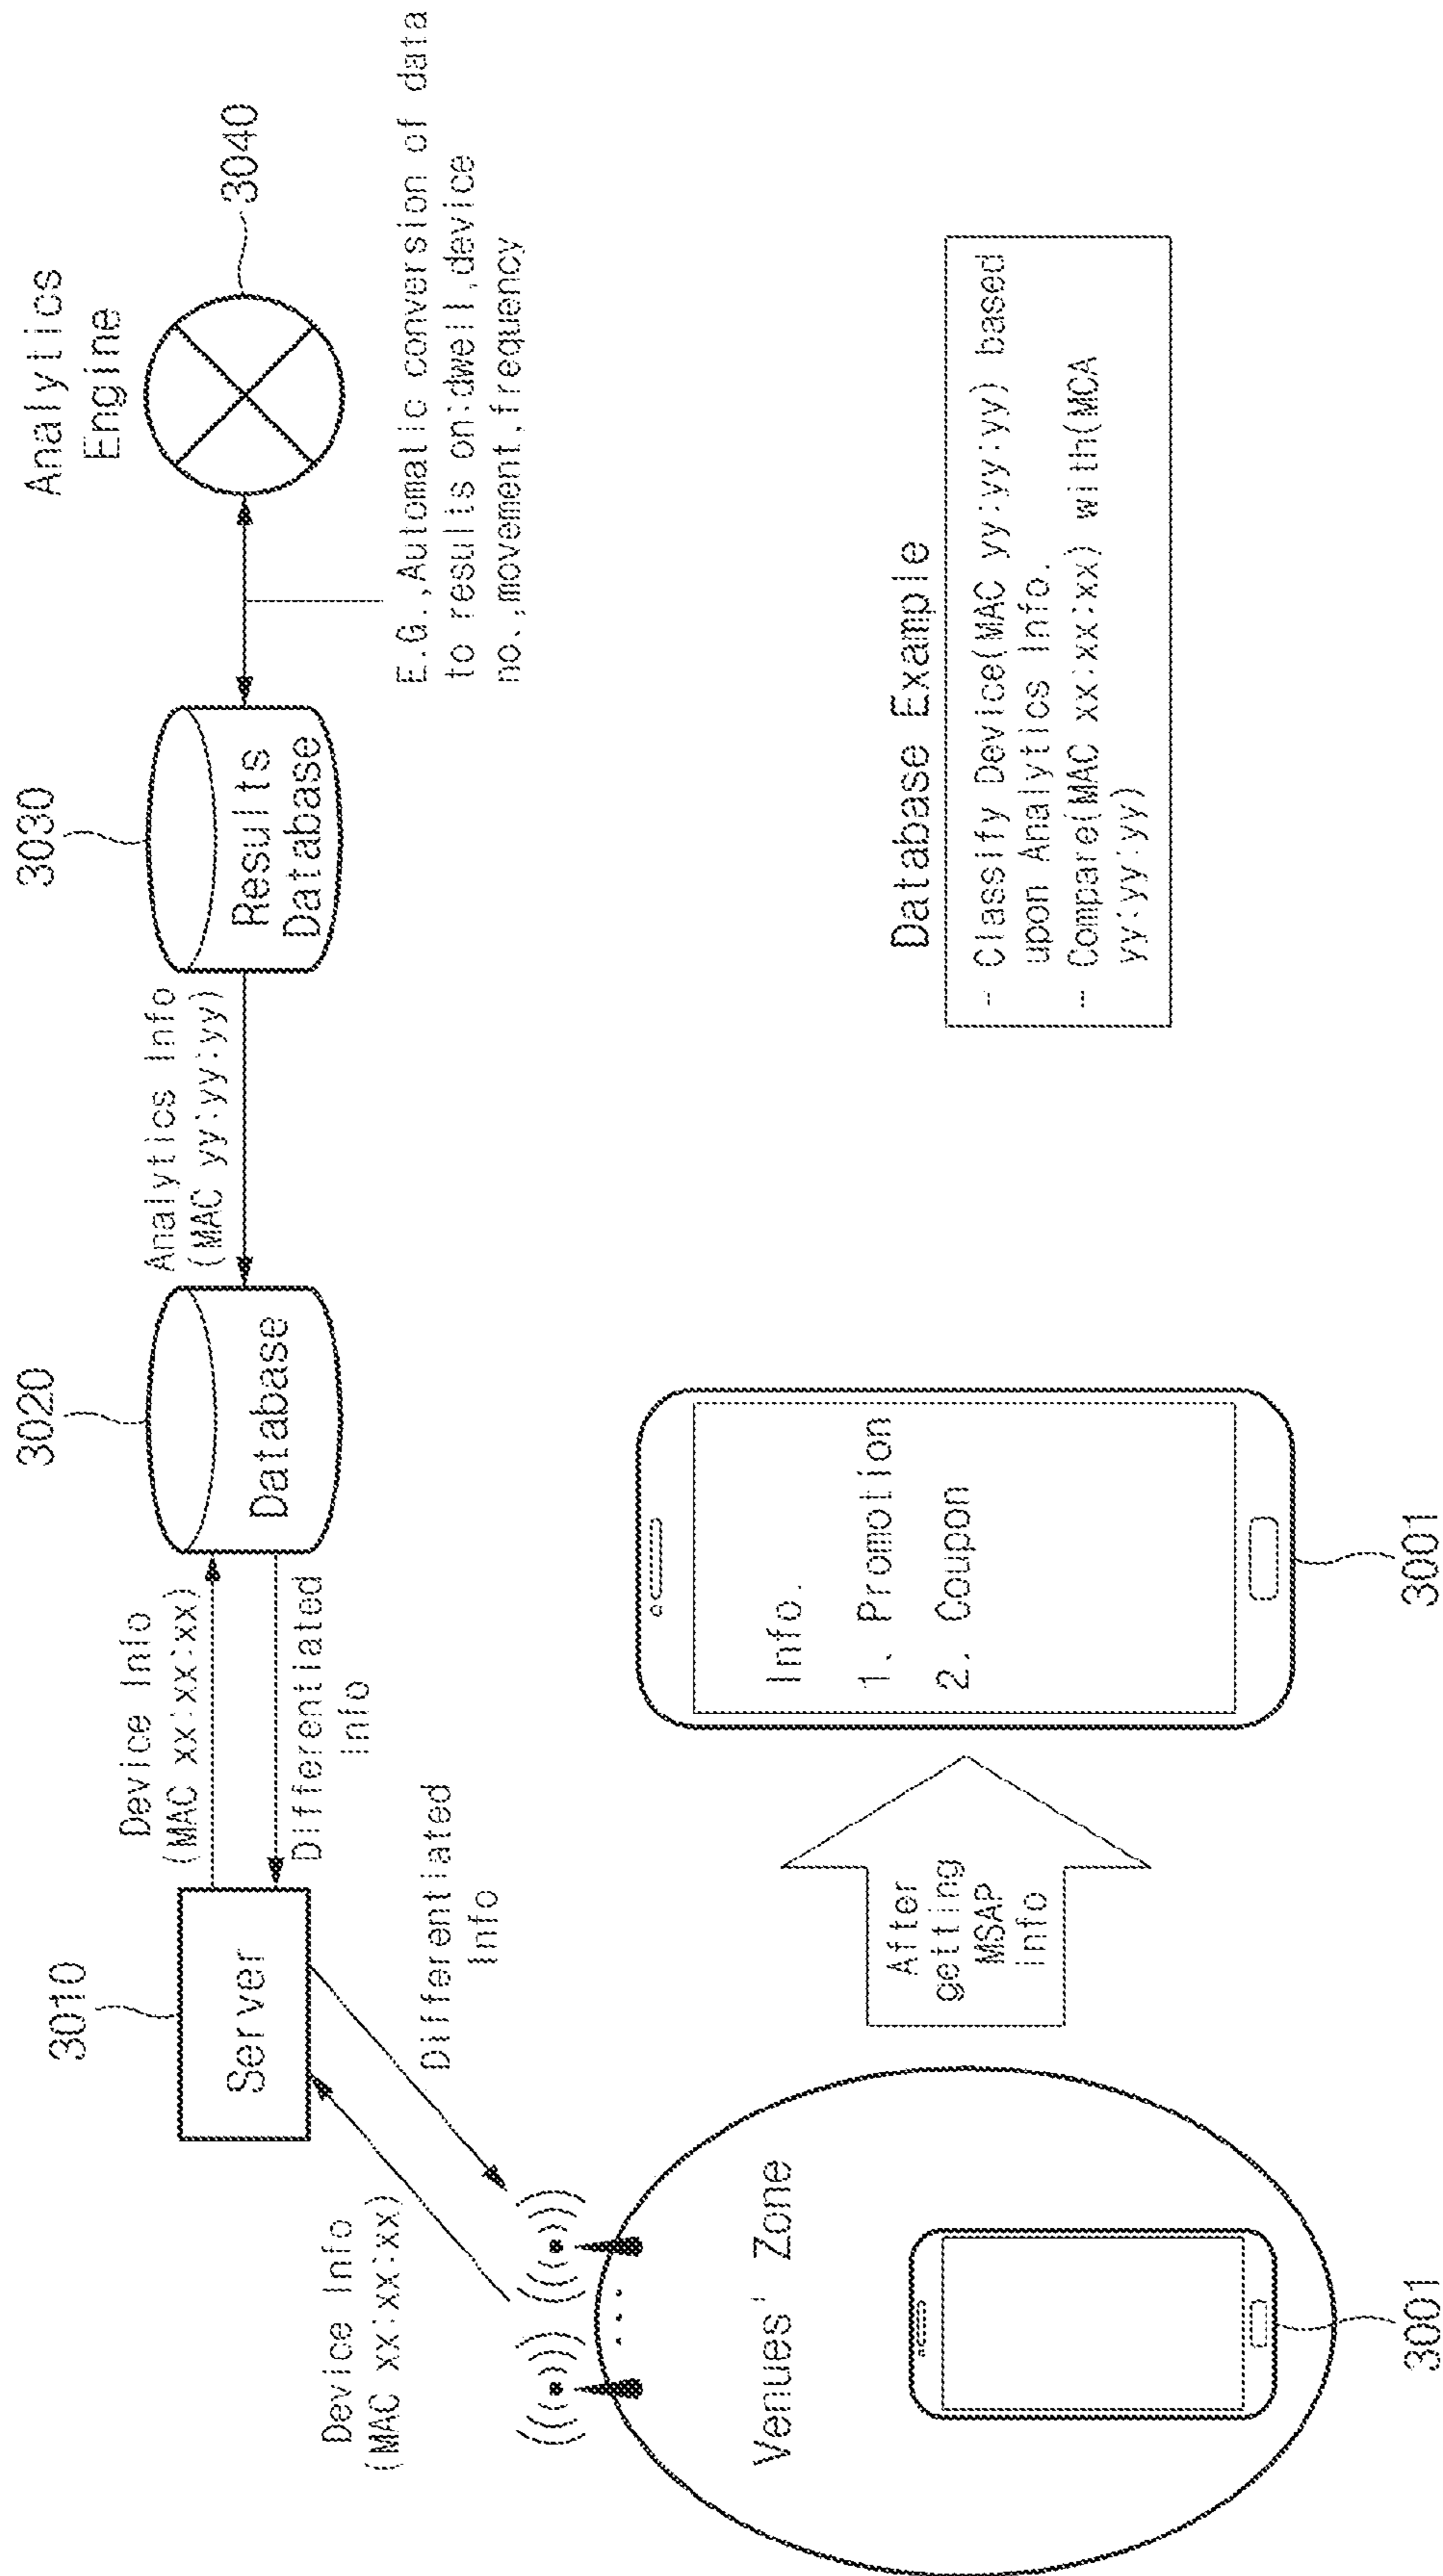 3010
3020
3030
Analytics
Engine
3040
Server
Device Info
(MAC xx:xx:xx)
Differentiated
Info
Database
Analytics Info
(MAC yy:yy:yy)
Results
Database
E.G.,Automatic conversion of data
to results on:dwell,device
no.,movement,frequency
Device Info
(MAC xx:xx:xx)
Differentiated
Info
Venues' Zone
3001
After
getting
MSAP
info
Info.
1. Promotion
2. Coupon
3001
Database Example
- Classify Device(MAC yy:yy:yy) based
upon Analytics Info.
- Compare(MAC xx:xx:xx) with(MCA
yy:yy:yy)